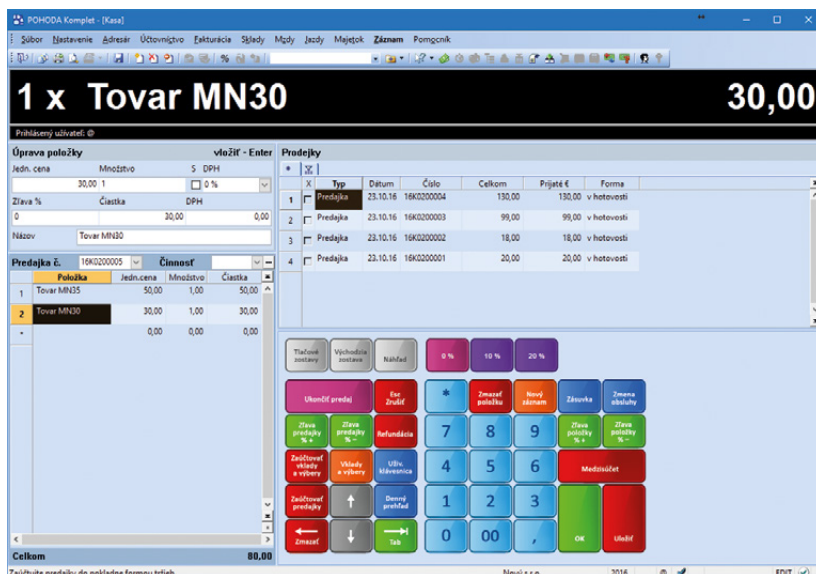 POHODA Komplet - [Kasa]
Súbor Nastavenie Adresár Účtovníctvo Fakturácia Sklady Mzdy Jazdy Majetok Záznam Pomocník
1 x Tovar MN30 30,00
Prihlásený užívateľ: @
Úprava položky vložiť - Enter
Jedn. cena Množstvo S DPH
30,00 1 0 %
Zľava % Čiastka DPH
0 30,00 0,00
Názov Tovar MN30
Predajka č. 16K0200005 Činnosť
Položka Jedn.cena Množstvo Čiastka
1 Tovar MN35 50,00 1,00 50,00
2 Tovar MN30 30,00 1,00 30,00
* 0,00 0,00 0,00
Celkom 80,00
Predejky
X Typ Dátum Číslo Celkom Prijaté € Forma
1 Predajka 23.10.16 16K0200004 130,00 130,00 v hotovosti
2 Predajka 23.10.16 16K0200003 99,00 99,00 v hotovosti
3 Predajka 23.10.16 16K0200002 18,00 18,00 v hotovosti
4 Predajka 23.10.16 16K0200001 20,00 20,00 v hotovosti
Tlačové zostavy Východzia zostava Náhľad 0 % 10 % 20 %
Ukončiť predaj Esc Zrušiť * Zmazať položku Nový záznam Zásuvka Zmena obsluhy
Zľava predajky % + Zľava predajky % − Refundácia 7 8 9 Zľava položky % + Zľava položky % −
Zaúčtovať vklady a výbery Vklady a výbery Užív. klávesnica 4 5 6 Medzisúčet
Zaúčtovať predajky ↑ Denný prehľad 1 2 3
Zmazať ↓ Tab 0 00 , OK Uložiť
Zaúčtujte predajky do pokladne formou tržieb. Nový s.r.o. 2016 @ EDIT